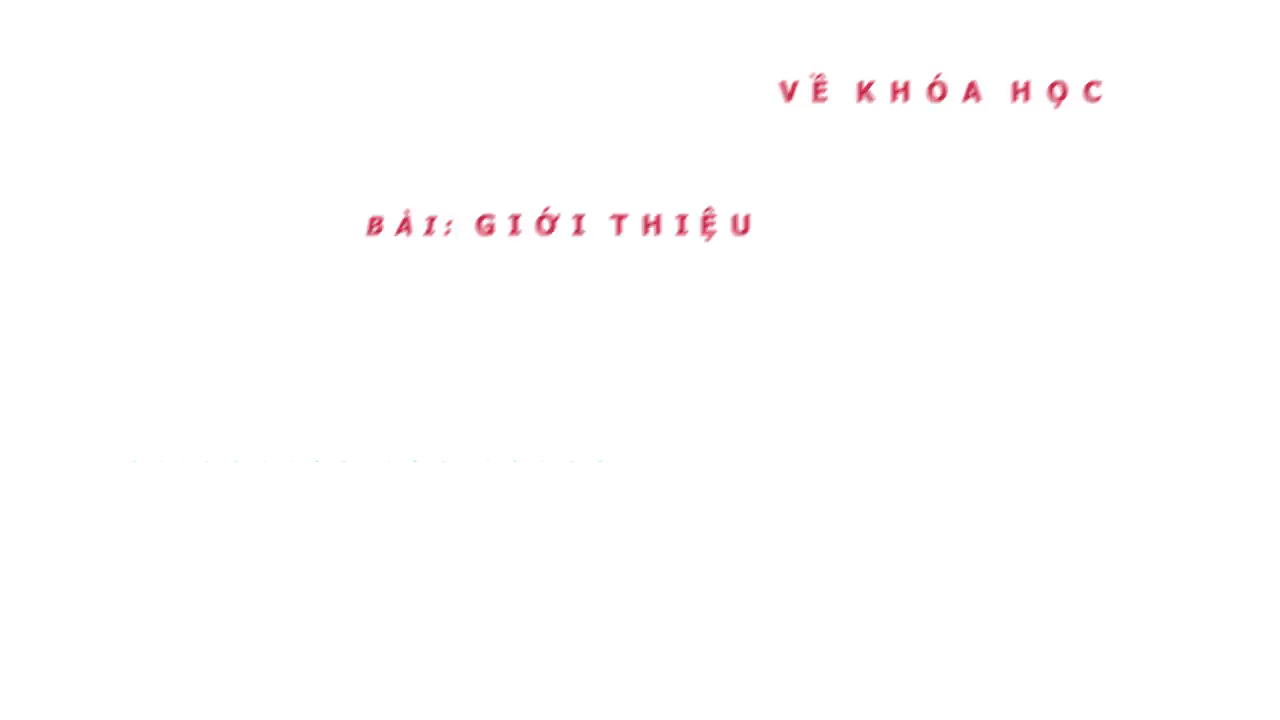 VỀ KHÓA HỌC
BÀI: GIỚI THIỆU